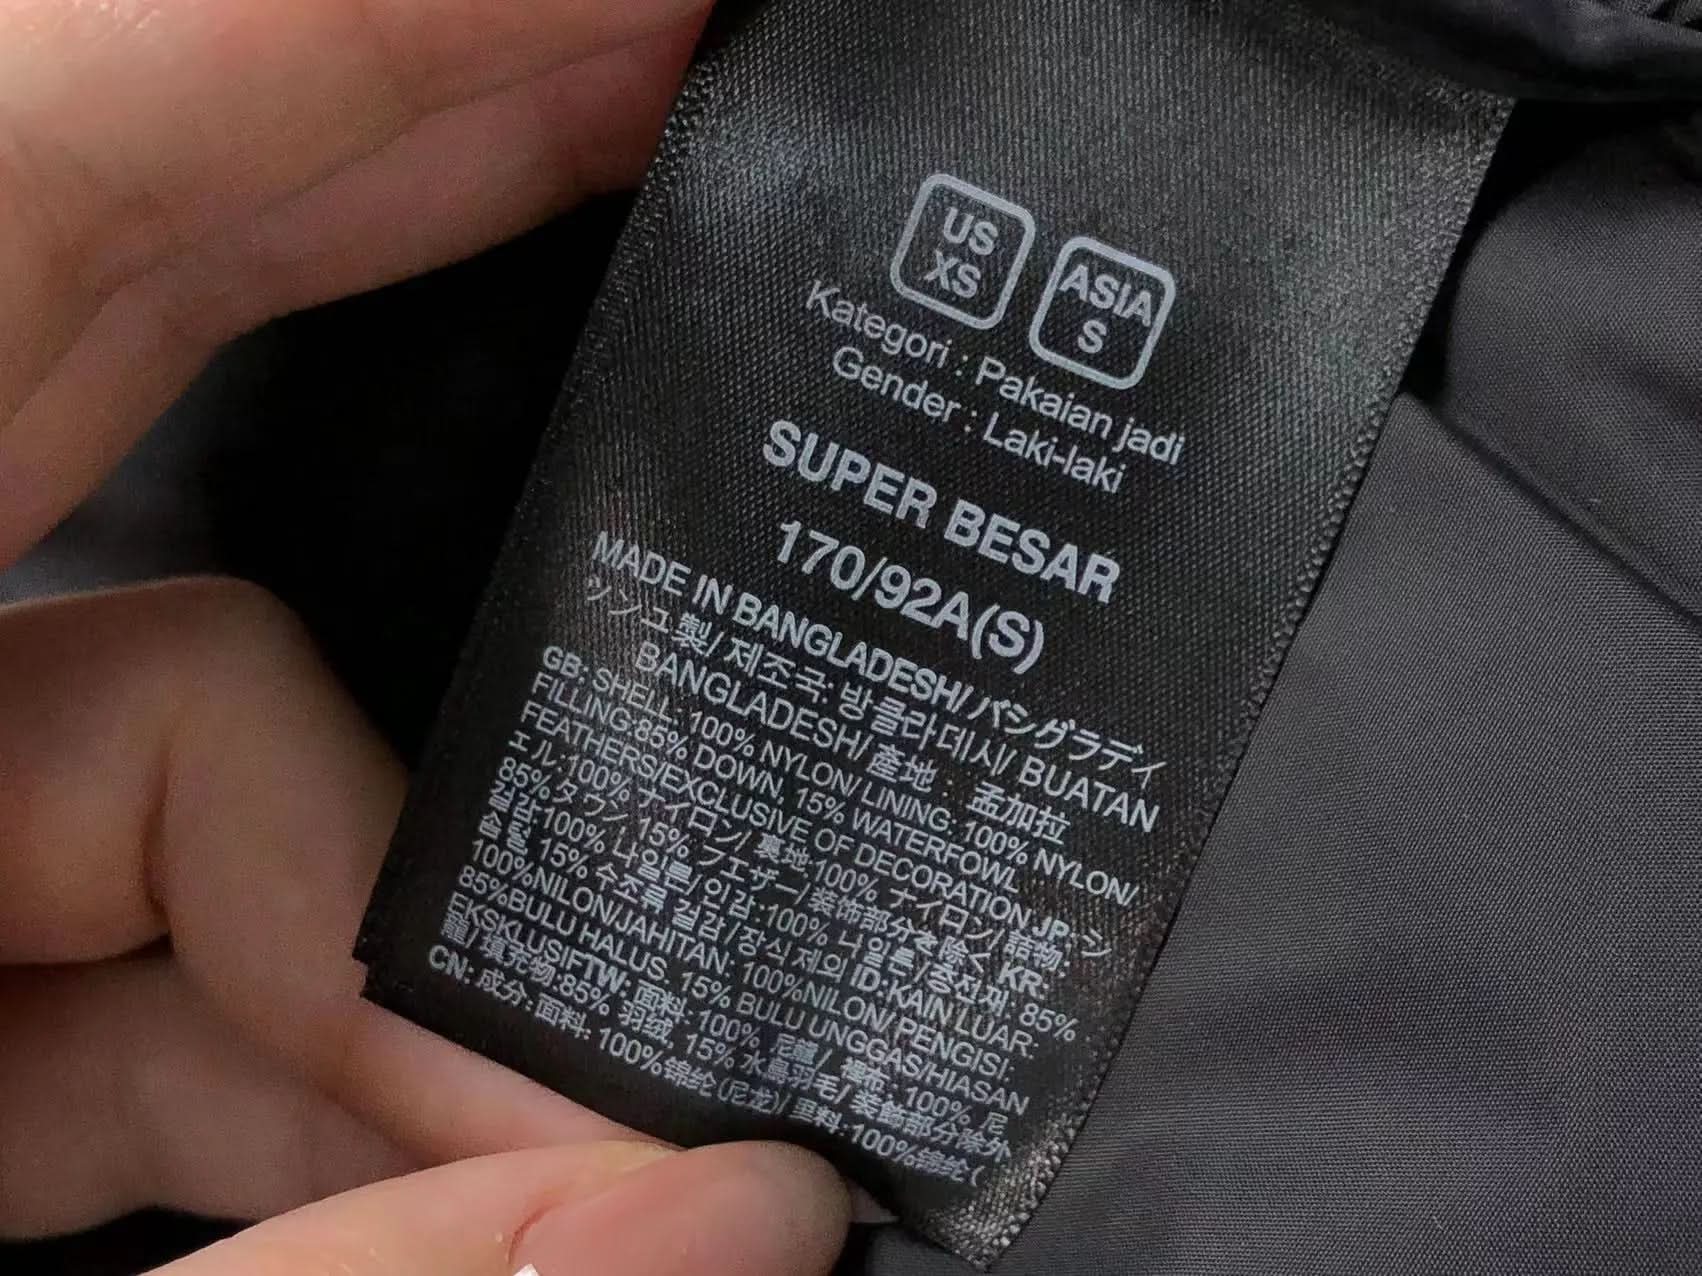 US
XS
ASIA
S
Kategori : Pakaian jadi
Gender : Laki-laki
SUPER BESAR
170/92A(S)
MADE IN BANGLADESH/ バングラディ
シュ製/ 제조국: 방글라데시/ BUATAN
BANGLADESH/ 產地 : 孟加拉
GB: SHELL: 100% NYLON/ LINING: 100% NYLON/
FILLING:85% DOWN, 15% WATERFOWL
FEATHERS/EXCLUSIVE OF DECORATION JP: シ
ェル:100% ナイロン/ 裏地:100% ナイロン/ 詰物:
85%ダウン, 15% フェザー/装飾部分を除く KR:
겉감:100% 나일론/안감:100% 나일론/충전재: 85%
솜털, 15% 수조류 겉감/장식 제외 ID:KAIN LUAR:
100%NILON/JAHITAN: 100%NILON/ PENGISI:
85%BULU HALUS, 15% BULU UNGGAS/HIASAN
EKSKLUSIFTW: 面料: 100% 尼龍/ 裡布: 100% 尼
龍/ 填充物:85% 羽絨, 15% 水鳥羽毛/ 裝飾部分除外
CN: 成分: 面料: 100%锦纶(尼龙)/ 里料:100%锦纶(